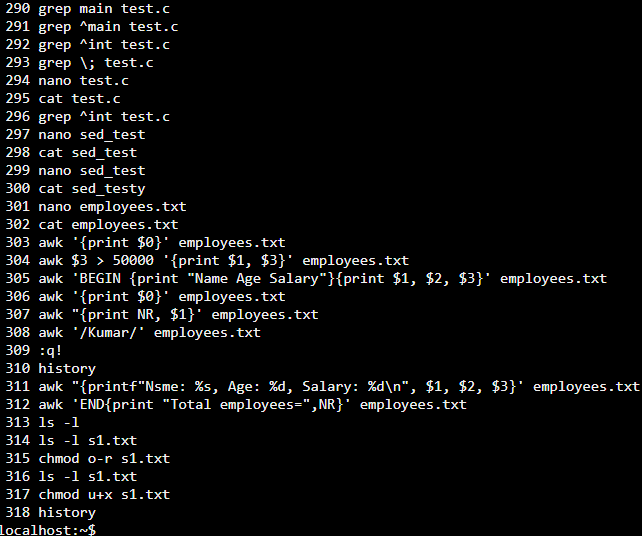 290 grep main test.c
291 grep ^main test.c
292 grep ^int test.c
293 grep \; test.c
294 nano test.c
295 cat test.c
296 grep ^int test.c
297 nano sed_test
298 cat sed_test
299 nano sed_test
300 cat sed_testy
301 nano employees.txt
302 cat employees.txt
303 awk '{print $0}' employees.txt
304 awk $3 > 50000 '{print $1, $3}' employees.txt
305 awk 'BEGIN {print "Name Age Salary"}{print $1, $2, $3}' employees.txt
306 awk '{print $0}' employees.txt
307 awk "{print NR, $1}' employees.txt
308 awk '/Kumar/' employees.txt
309 :q!
310 history
311 awk "{printf"Nsme: %s, Age: %d, Salary: %d\n", $1, $2, $3}' employees.txt
312 awk 'END{print "Total employees=",NR}' employees.txt
313 ls -l
314 ls -l s1.txt
315 chmod o-r s1.txt
316 ls -l s1.txt
317 chmod u+x s1.txt
318 history
localhost:~$